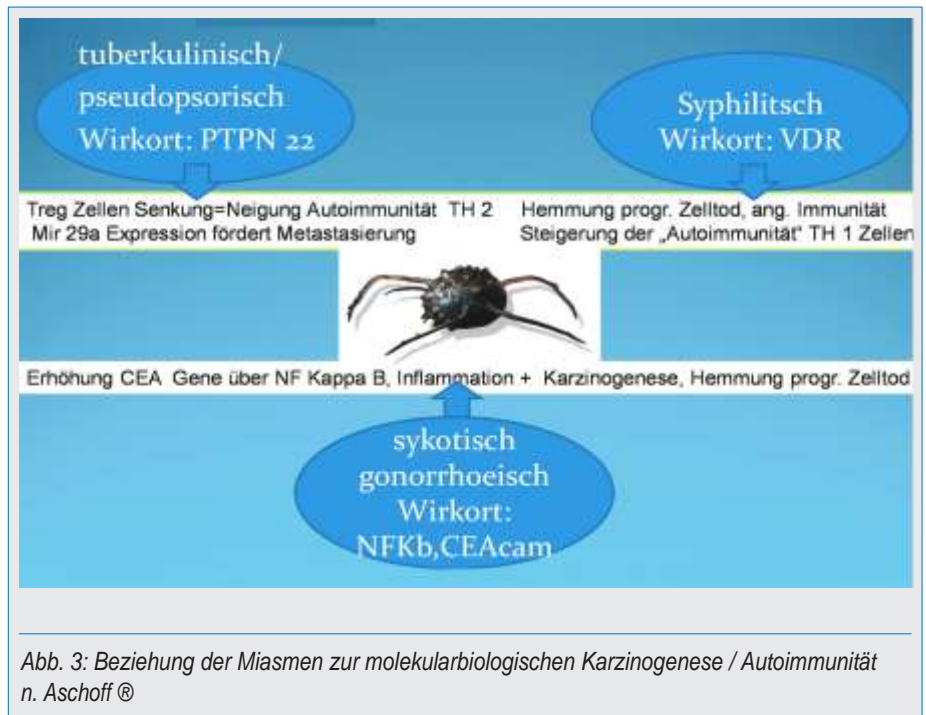 tuberkulinisch/
pseudopsorisch
Wirkort: PTPN 22
Syphilitsch
Wirkort: VDR
Treg Zellen Senkung=Neigung Autoimmunität TH 2
Mir 29a Expression fördert Metastasierung
Hemmung progr. Zelltod, ang. Immunität
Steigerung der „Autoimmunität" TH 1 Zellen
Erhöhung CEA Gene über NF Kappa B, Inflammation + Karzinogenese, Hemmung progr. Zelltod
sykotisch
gonorrhoeisch
Wirkort:
NFKb,CEAcam
Abb. 3: Beziehung der Miasmen zur molekularbiologischen Karzinogenese / Autoimmunität
n. Aschoff ®